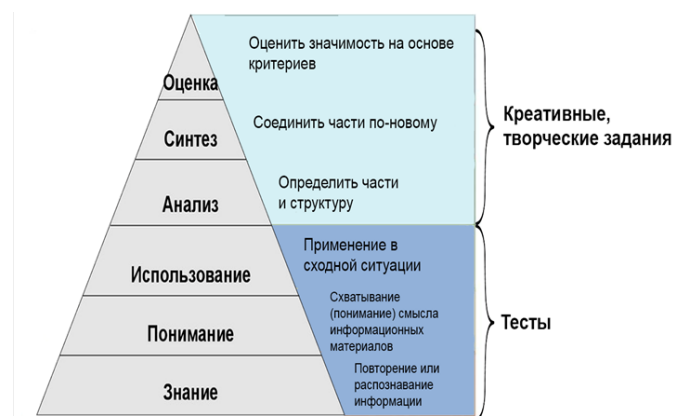 Оценка
Оценить значимость на основе
критериев
Синтез
Соединить части по-новому
Анализ
Определить части
и структуру
Креативные,
творческие задания
Использование
Применение в
сходной ситуации
Понимание
Схватывание
(понимание) смысла
информационных
материалов
Знание
Повторение или
распознавание
информации
Тесты